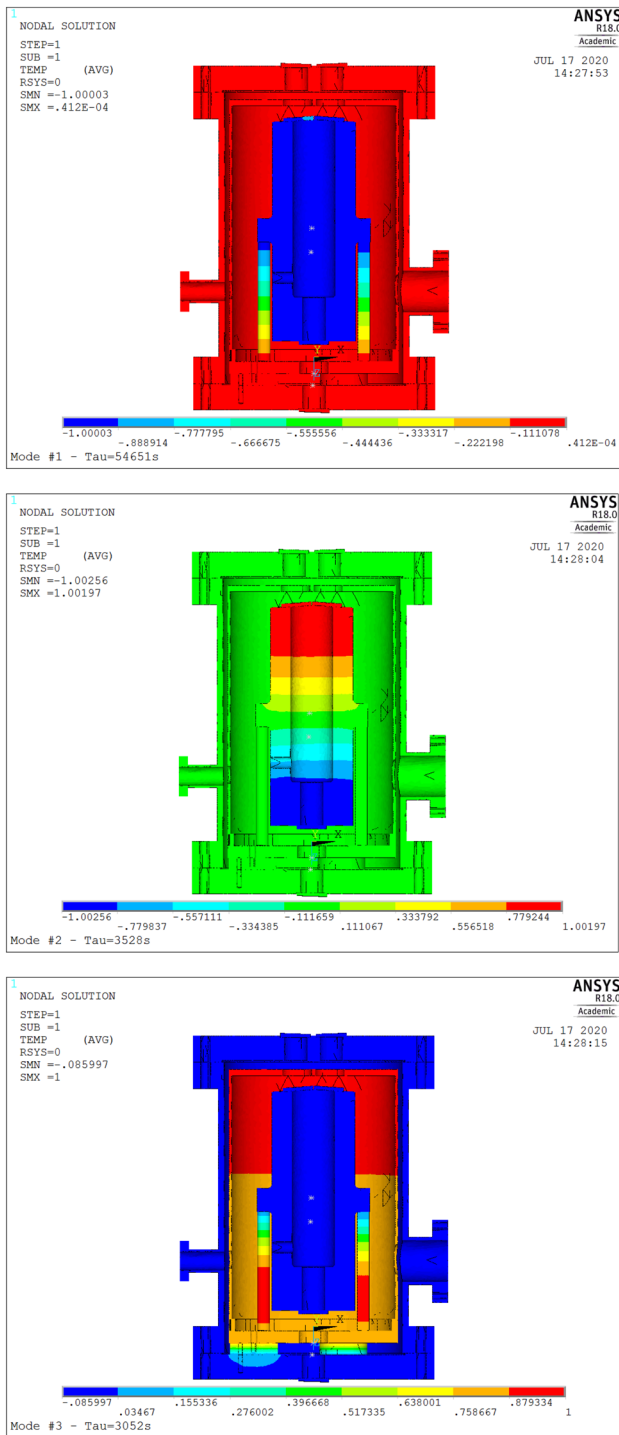 1
NODAL SOLUTION
ANSYS
R18.0
Academic
STEP=1
SUB =1
TEMP (AVG)
RSYS=0
SMN =-1.00003
SMX =.412E-04
JUL 17 2020
14:27:53
Y
X
-1.00003 -.777795 -.555556 -.333317 -.111078
-.888914 -.666675 -.444436 -.222198 .412E-04
Mode #1 - Tau=54651s
1
NODAL SOLUTION
ANSYS
R18.0
Academic
STEP=1
SUB =1
TEMP (AVG)
RSYS=0
SMN =-1.00256
SMX =1.00197
JUL 17 2020
14:28:04
X
-1.00256 -.557111 -.111659 .333792 .779244
-.779837 -.334385 .111067 .556518 1.00197
Mode #2 - Tau=3528s
1
NODAL SOLUTION
ANSYS
R18.0
Academic
STEP=1
SUB =1
TEMP (AVG)
RSYS=0
SMN =-.085997
SMX =1
JUL 17 2020
14:28:15
X
-.085997 .155336 .396668 .638001 .879334
.03467 .276002 .517335 .758667 1
Mode #3 - Tau=3052s